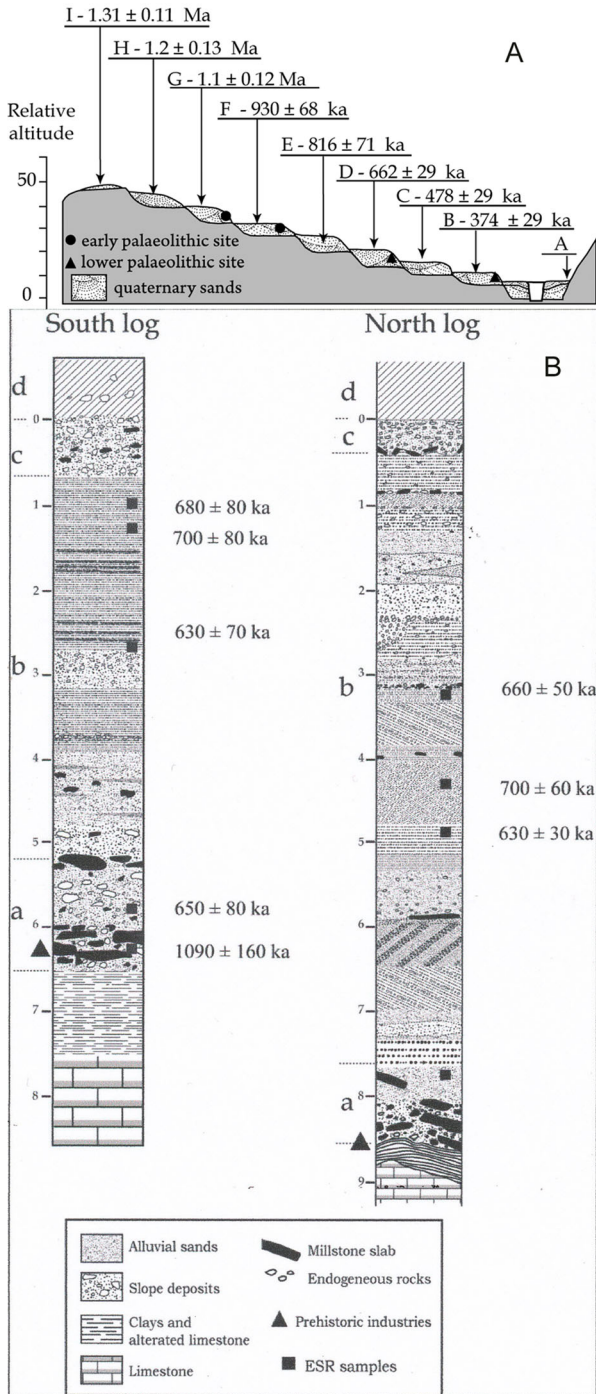 I - 1.31 ± 0.11 Ma
A
H - 1.2 ± 0.13 Ma
G - 1.1 ± 0.12 Ma
Relative
altitude
F - 930 ± 68 ka
E - 816 ± 71 ka
D - 662 ± 29 ka
C - 478 ± 29 ka
B - 374 ± 29 ka
A
50
early palaeolithic site
lower palaeolithic site
quaternary sands
0
South log
North log
B
d
d
0
0
c
c
1
1
680 ± 80 ka
700 ± 80 ka
2
2
630 ± 70 ka
b
3
3
b
660 ± 50 ka
4
4
700 ± 60 ka
630 ± 30 ka
5
5
a
650 ± 80 ka
6
6
1090 ± 160 ka
7
7
8
8
a
9
Alluvial sands
Slope deposits
Clays and
alterated limestone
Limestone
Millstone slab
Endogeneous rocks
Prehistoric industries
ESR samples